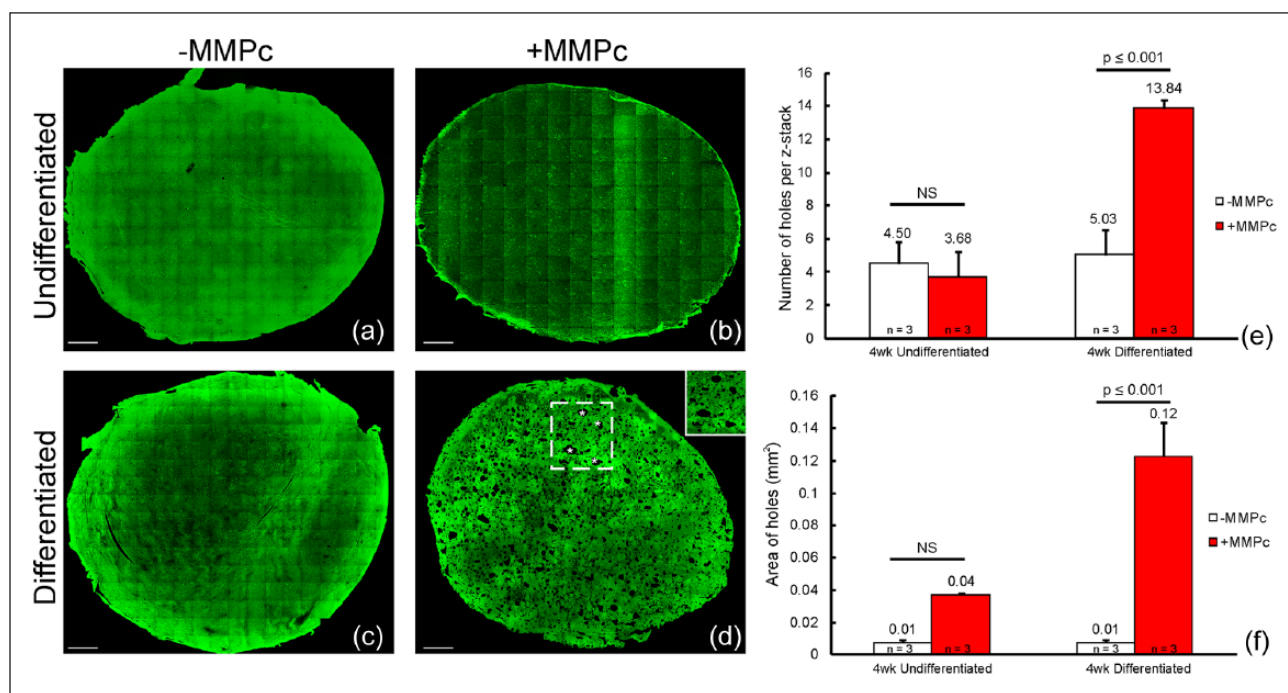 -MMPc
+MMPc
Undifferentiated
(a)
(b)
Differentiated
(c)
*
*
*
*
(d)
Number of holes per z-stack
16
14
12
10
8
6
4
2
0
NS
4.50
3.68
p ≤ 0.001
5.03
13.84
n = 3
n = 3
n = 3
n = 3
4wk Undifferentiated
4wk Differentiated
-MMPc
+MMPc
(e)
Area of holes (mm²)
0.16
0.14
0.12
0.1
0.08
0.06
0.04
0.02
0
NS
0.01
0.04
p ≤ 0.001
0.01
0.12
n = 3
n = 3
n = 3
n = 3
4wk Undifferentiated
4wk Differentiated
-MMPc
+MMPc
(f)